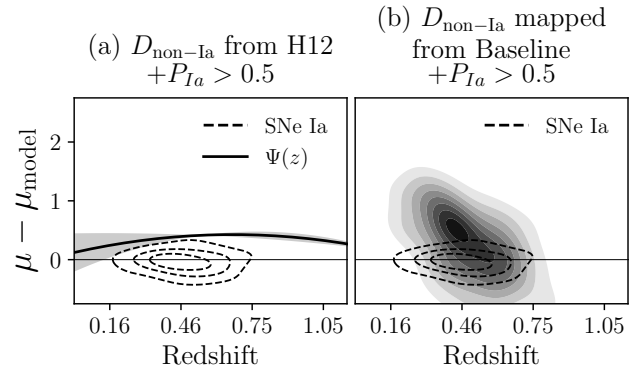 (a) D_non−Ia from H12
+P_Ia > 0.5
(b) D_non−Ia mapped
from Baseline
+P_Ia > 0.5
SNe Ia
Ψ(z)
SNe Ia
μ − μ_model
2
1
0
0.16 0.46 0.75 1.05
0.16 0.46 0.75 1.05
Redshift
Redshift